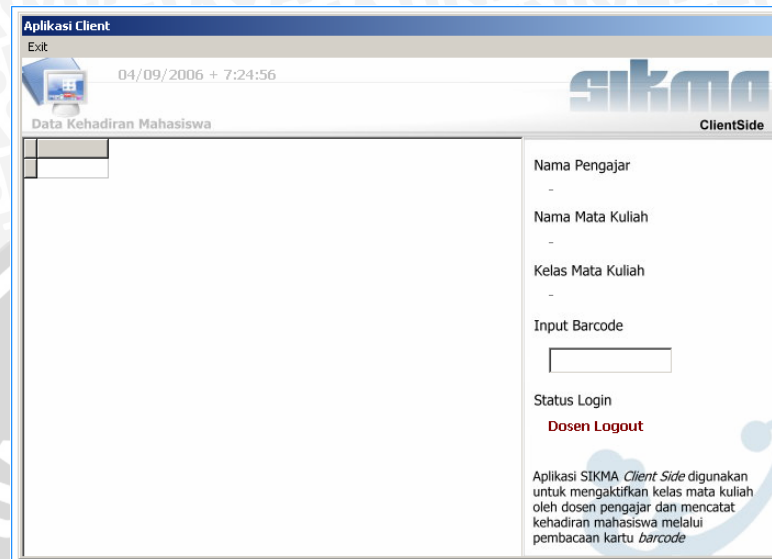 Aplikasi Client
Exit
04/09/2006 + 7:24:56
sikma
Data Kehadiran Mahasiswa
ClientSide
Nama Pengajar
-
Nama Mata Kuliah
-
Kelas Mata Kuliah
-
Input Barcode
Status Login
Dosen Logout
Aplikasi SIKMA Client Side digunakan
untuk mengaktifkan kelas mata kuliah
oleh dosen pengajar dan mencatat
kehadiran mahasiswa melalui
pembacaan kartu barcode